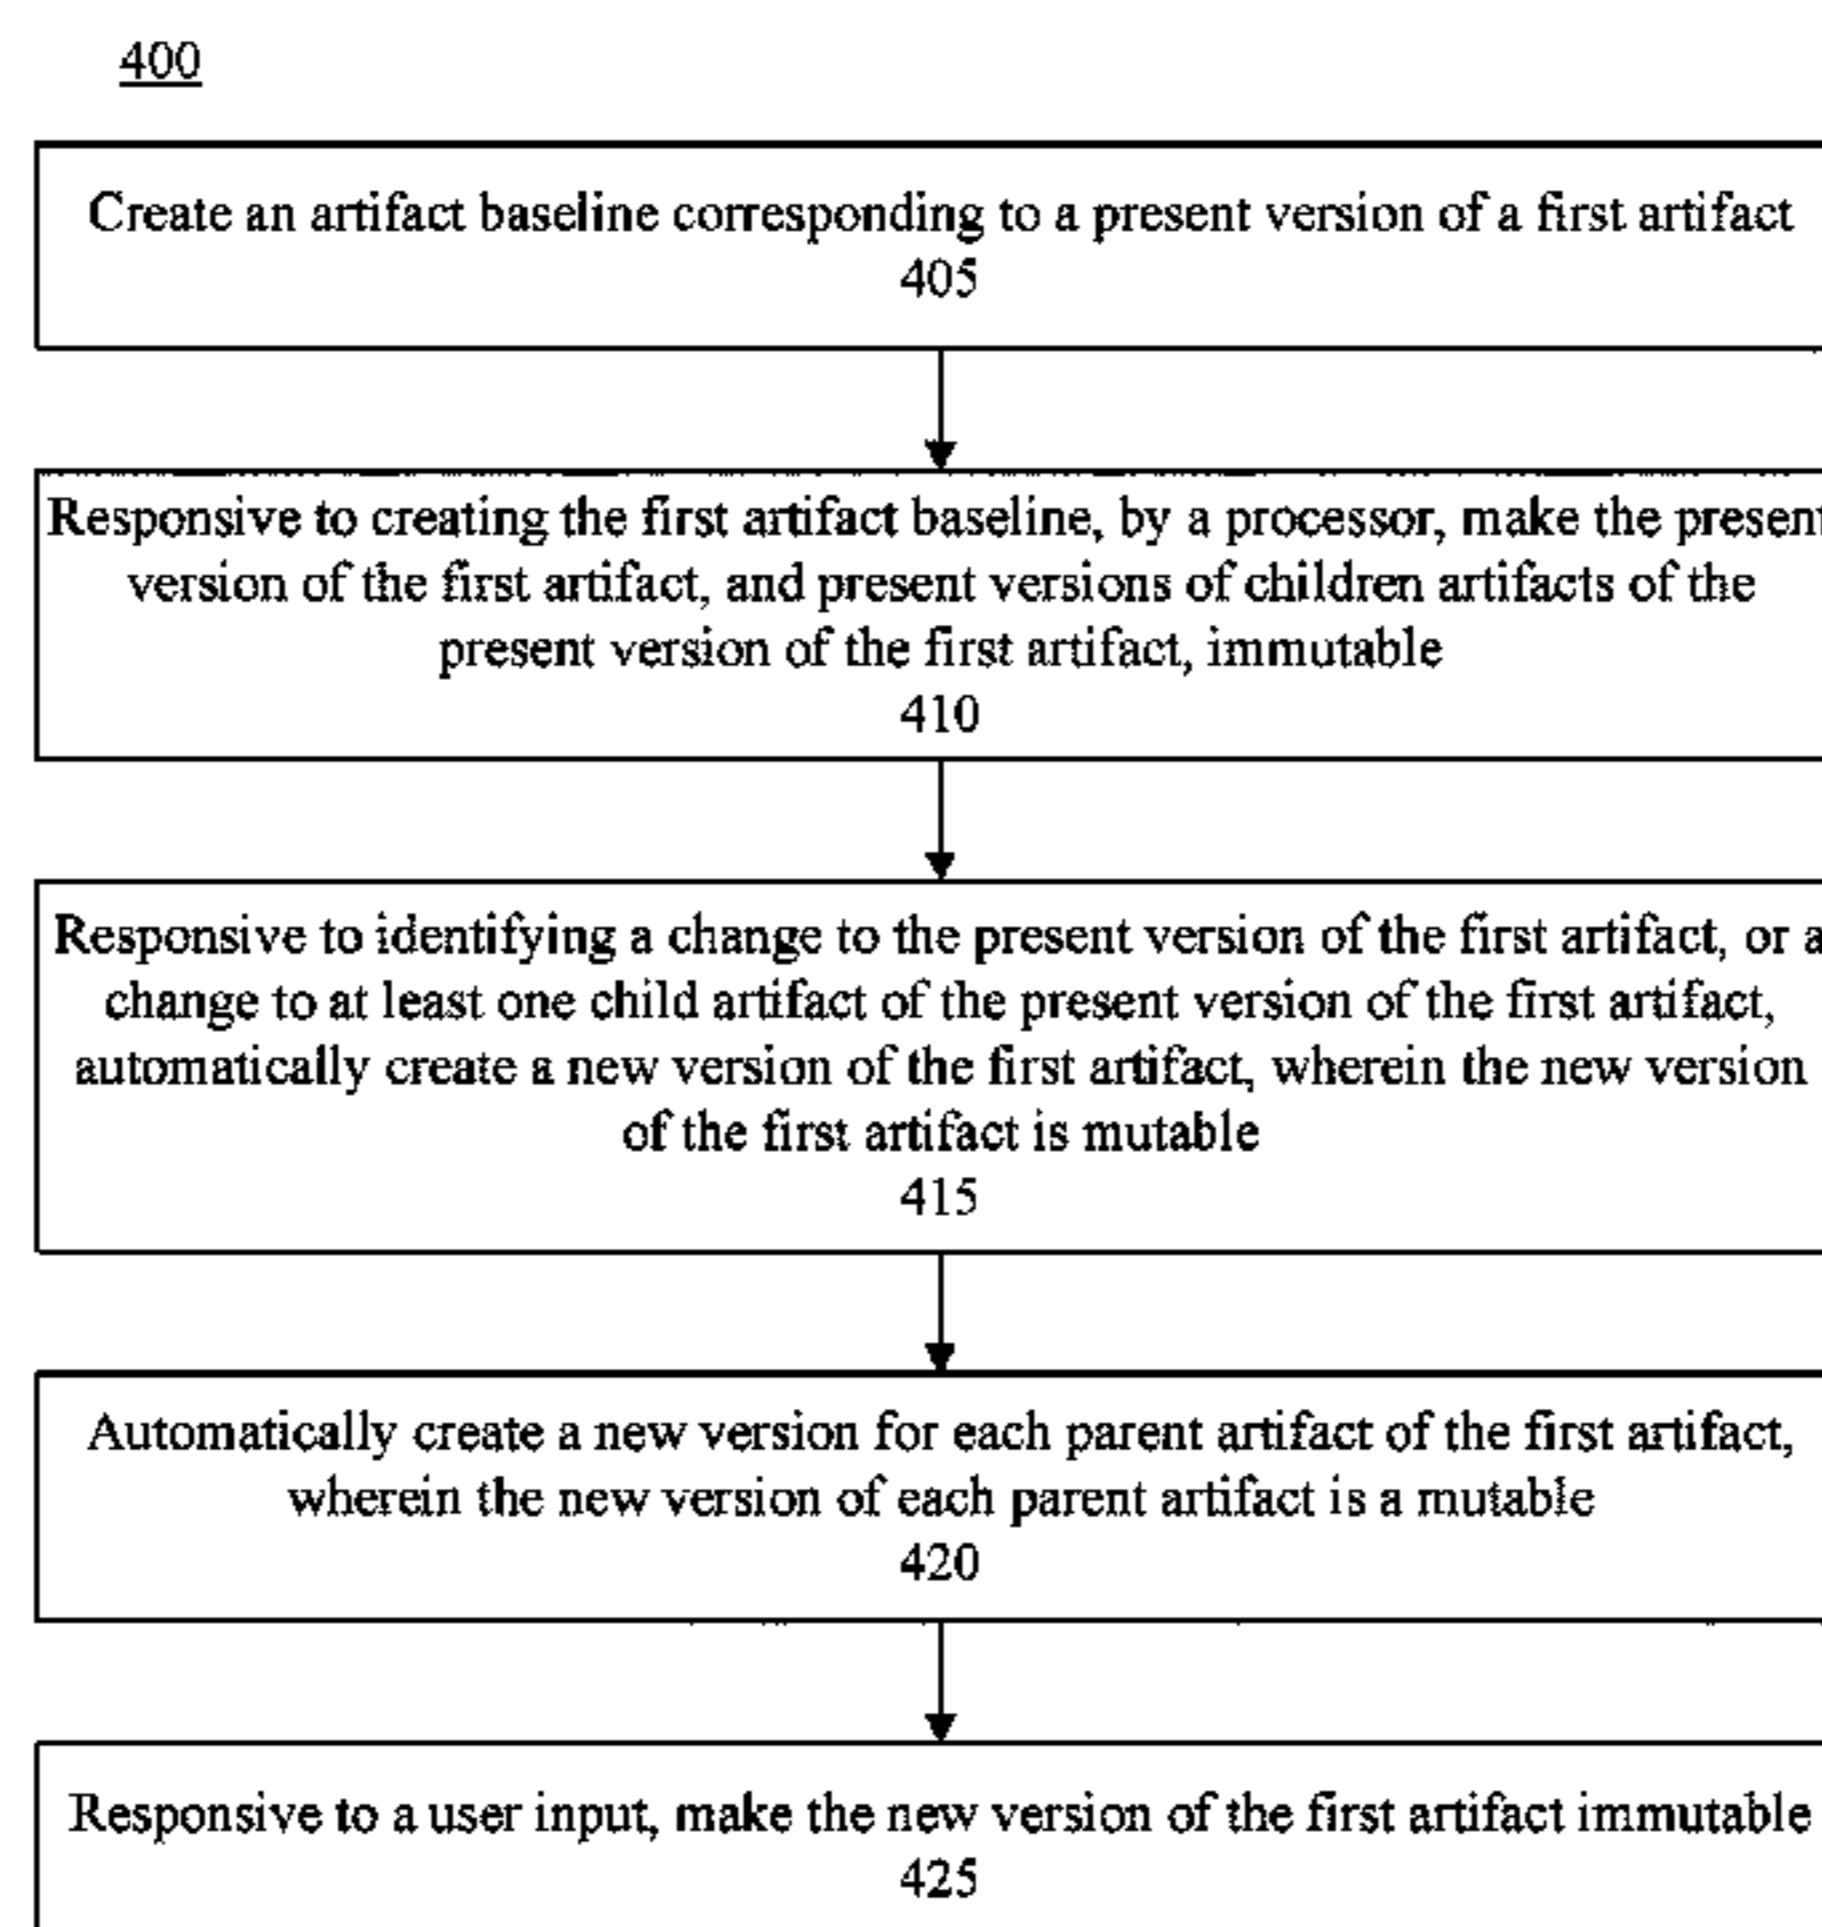 400
Create an artifact baseline corresponding to a present version of a first artifact
405
Responsive to creating the first artifact baseline, by a processor, make the present
version of the first artifact, and present versions of children artifacts of the
present version of the first artifact, immutable
410
Responsive to identifying a change to the present version of the first artifact, or a
change to at least one child artifact of the present version of the first artifact,
automatically create a new version of the first artifact, wherein the new version
of the first artifact is mutable
415
Automatically create a new version for each parent artifact of the first artifact,
wherein the new version of each parent artifact is a mutable
420
Responsive to a user input, make the new version of the first artifact immutable
425